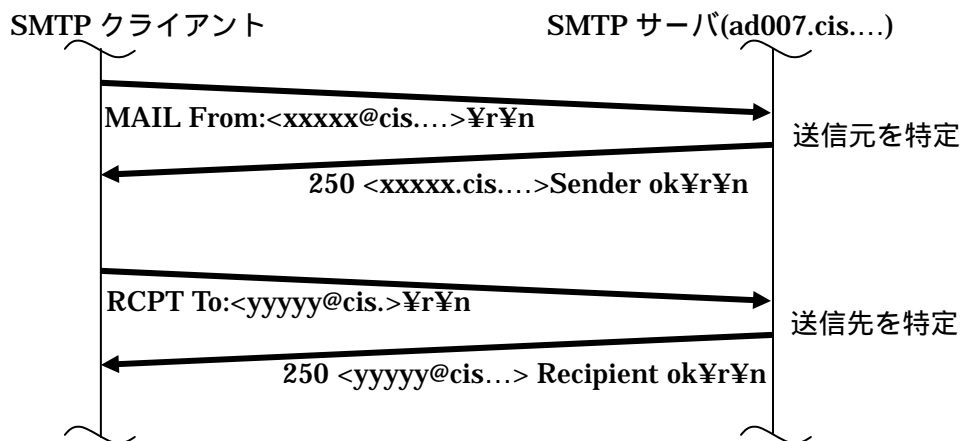 SMTP クライアント
SMTP サーバ(ad007.cis.…)
MAIL From:<xxxxx@cis.…>¥r¥n
送信元を特定
250 <xxxxx.cis.…>Sender ok¥r¥n
RCPT To:<yyyyy@cis.>¥r¥n
送信先を特定
250 <yyyyy@cis…> Recipient ok¥r¥n